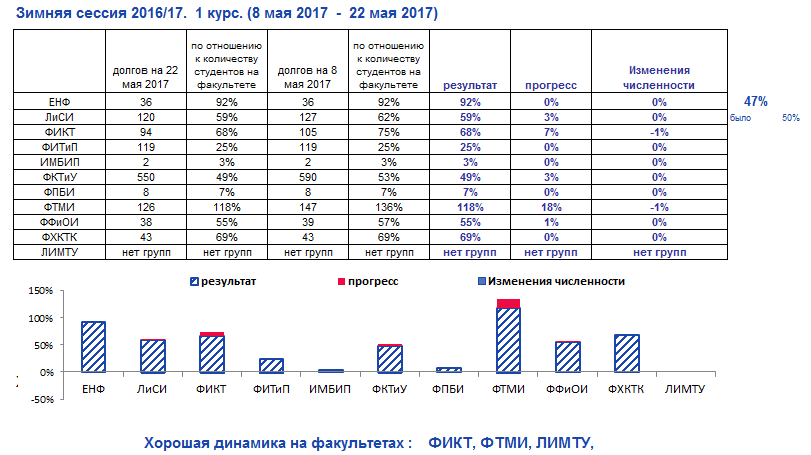 Зимняя сессия 2016/17. 1 курс. (8 мая 2017 - 22 мая 2017)
долгов на 22 мая 2017 по отношению к количеству студентов на факультете долгов на 8 мая 2017 по отношению к количеству студентов на факультете результат прогресс Изменения численности
ЕНФ 36 92% 36 92% 92% 0% 0% 47%
ЛиСИ 120 59% 127 62% 59% 3% 0% было 50%
ФИКТ 94 68% 105 75% 68% 7% -1%
ФИТиП 119 25% 119 25% 25% 0% 0%
ИМБИП 2 3% 2 3% 3% 0% 0%
ФКТиУ 550 49% 590 53% 49% 3% 0%
ФПБИ 8 7% 8 7% 7% 0% 0%
ФТМИ 126 118% 147 136% 118% 18% -1%
ФФиОИ 38 55% 39 57% 55% 1% 0%
ФХКТК 43 69% 43 69% 69% 0% 0%
ЛИМТУ нет групп нет групп нет групп нет групп нет групп нет групп нет групп
результат прогресс Изменения численности
150%
100%
50%
0%
-50%
ЕНФ ЛиСИ ФИКТ ФИТиП ИМБИП ФКТиУ ФПБИ ФТМИ ФФиОИ ФХКТК ЛИМТУ
Хорошая динамика на факультетах : ФИКТ, ФТМИ, ЛИМТУ,